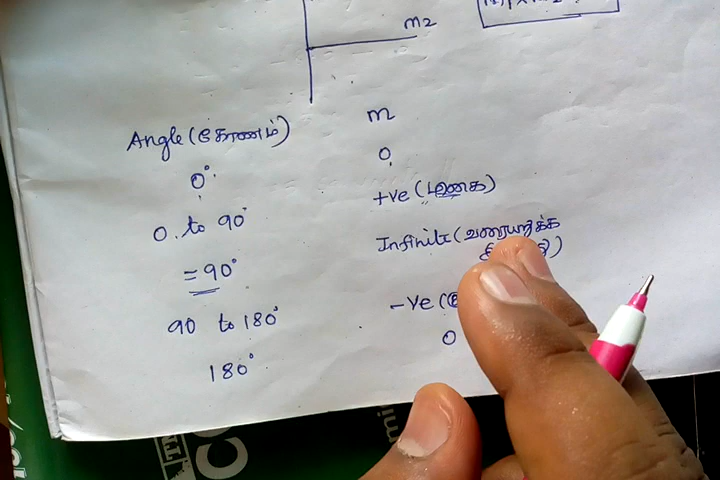 m2
Angle (கோணம்) m
0° 0
0. to 90° +ve (மிகை)
= 90° Infinite (வரையறுக்க
90 to 180° -ve (
180° 0